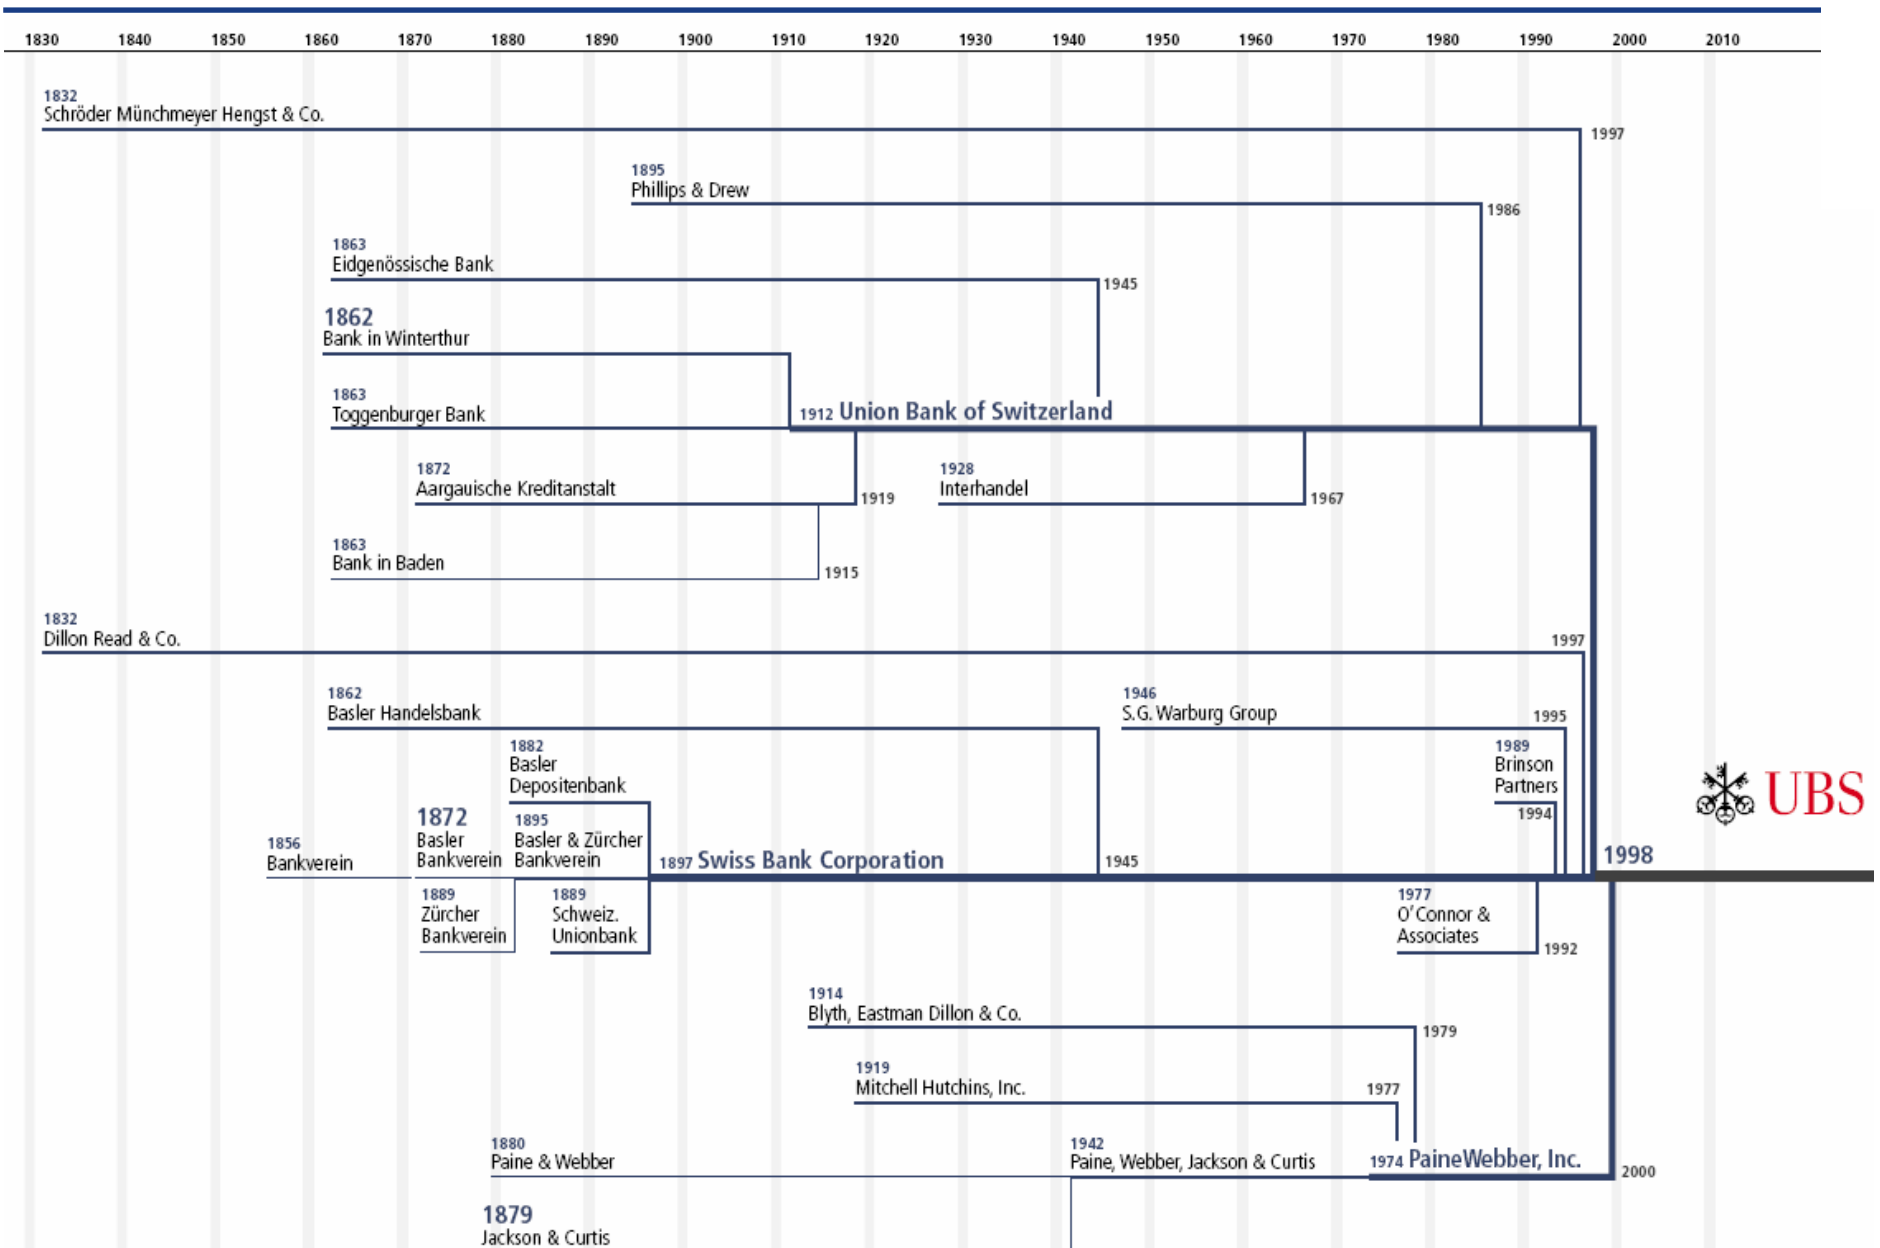 1830 1840 1850 1860 1870 1880 1890 1900 1910 1920 1930 1940 1950 1960 1970 1980 1990 2000 2010
1832
Schröder Münchmeyer Hengst & Co.
1997
1895
Phillips & Drew
1986
1863
Eidgenössische Bank
1945
1862
Bank in Winterthur
1863
Toggenburger Bank
1912 Union Bank of Switzerland
1872
Aargauische Kreditanstalt
1919
1928
Interhandel
1967
1863
Bank in Baden
1915
1832
Dillon Read & Co.
1997
1862
Basler Handelsbank
1946
S.G. Warburg Group
1995
1882
Basler
Depositenbank
1989
Brinson
Partners
1994
UBS
1856
Bankverein
1872
Basler
Bankverein
1895
Basler & Zürcher
Bankverein
1897 Swiss Bank Corporation
1945
1998
1889
Zürcher
Bankverein
1889
Schweiz.
Unionbank
1977
O'Connor &
Associates
1992
1914
Blyth, Eastman Dillon & Co.
1979
1919
Mitchell Hutchins, Inc.
1977
1880
Paine & Webber
1942
Paine, Webber, Jackson & Curtis
1974 PaineWebber, Inc.
2000
1879
Jackson & Curtis